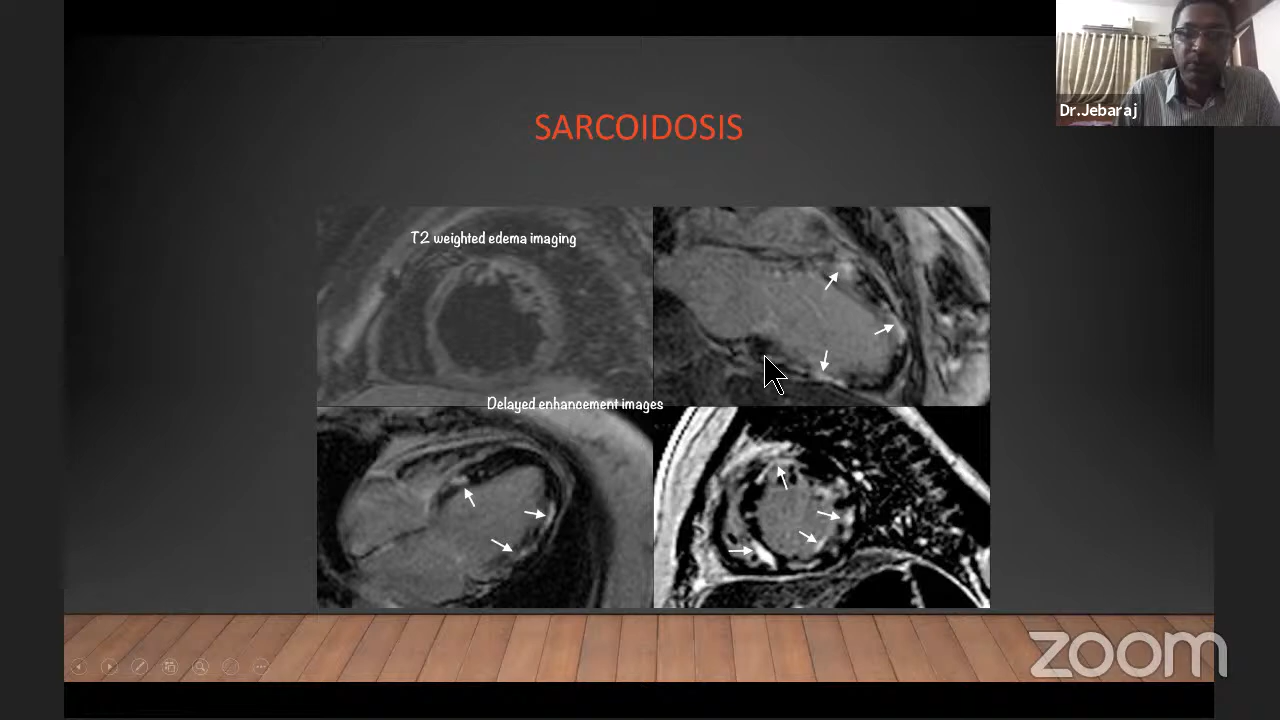 Dr.Jebaraj
SARCOIDOSIS
T2 weighted edema imaging
Delayed enhancement images
zoom